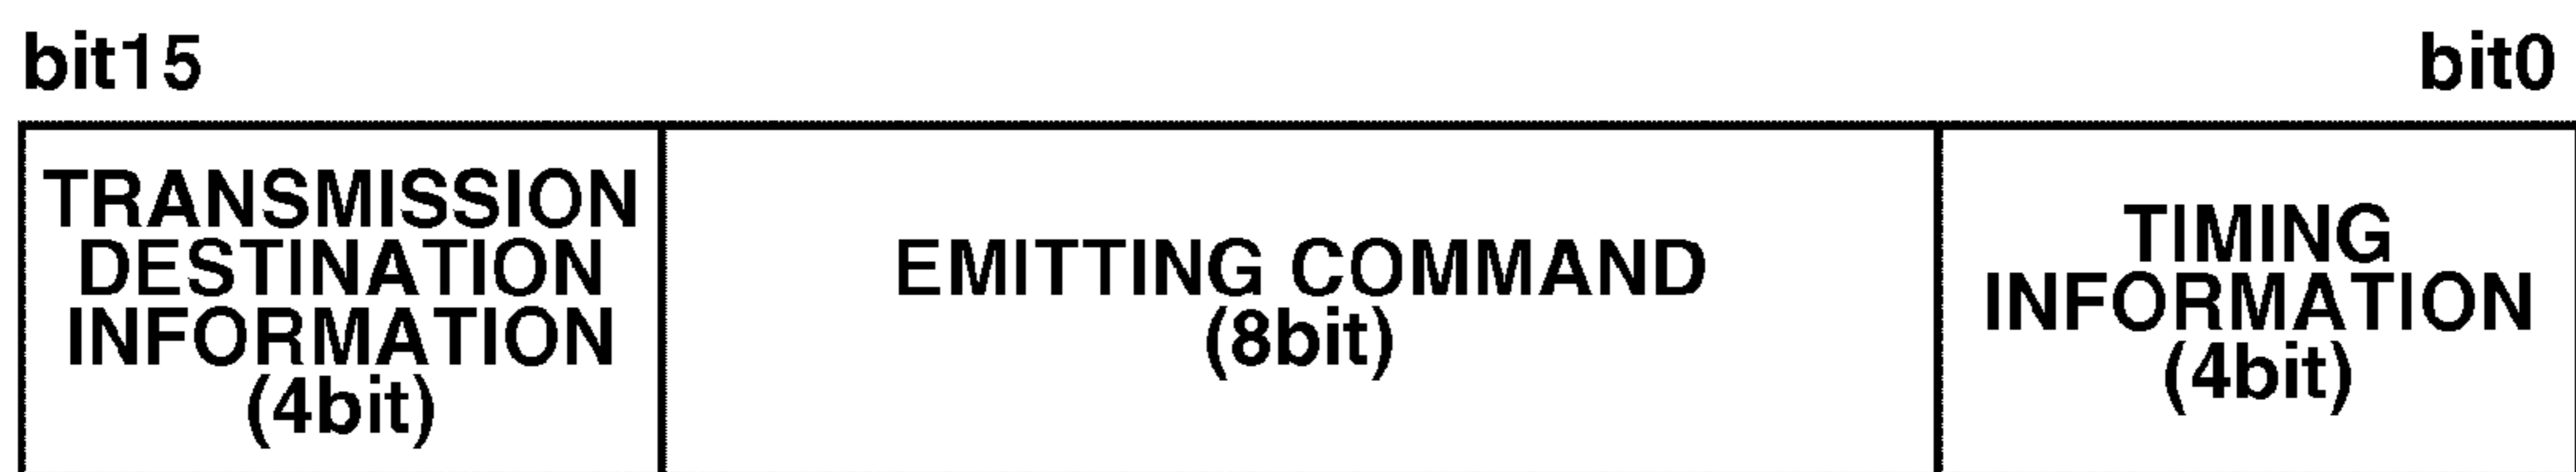 bit15
bit0
TRANSMISSION
DESTINATION
INFORMATION
(4bit)
EMITTING COMMAND
(8bit)
TIMING
INFORMATION
(4bit)